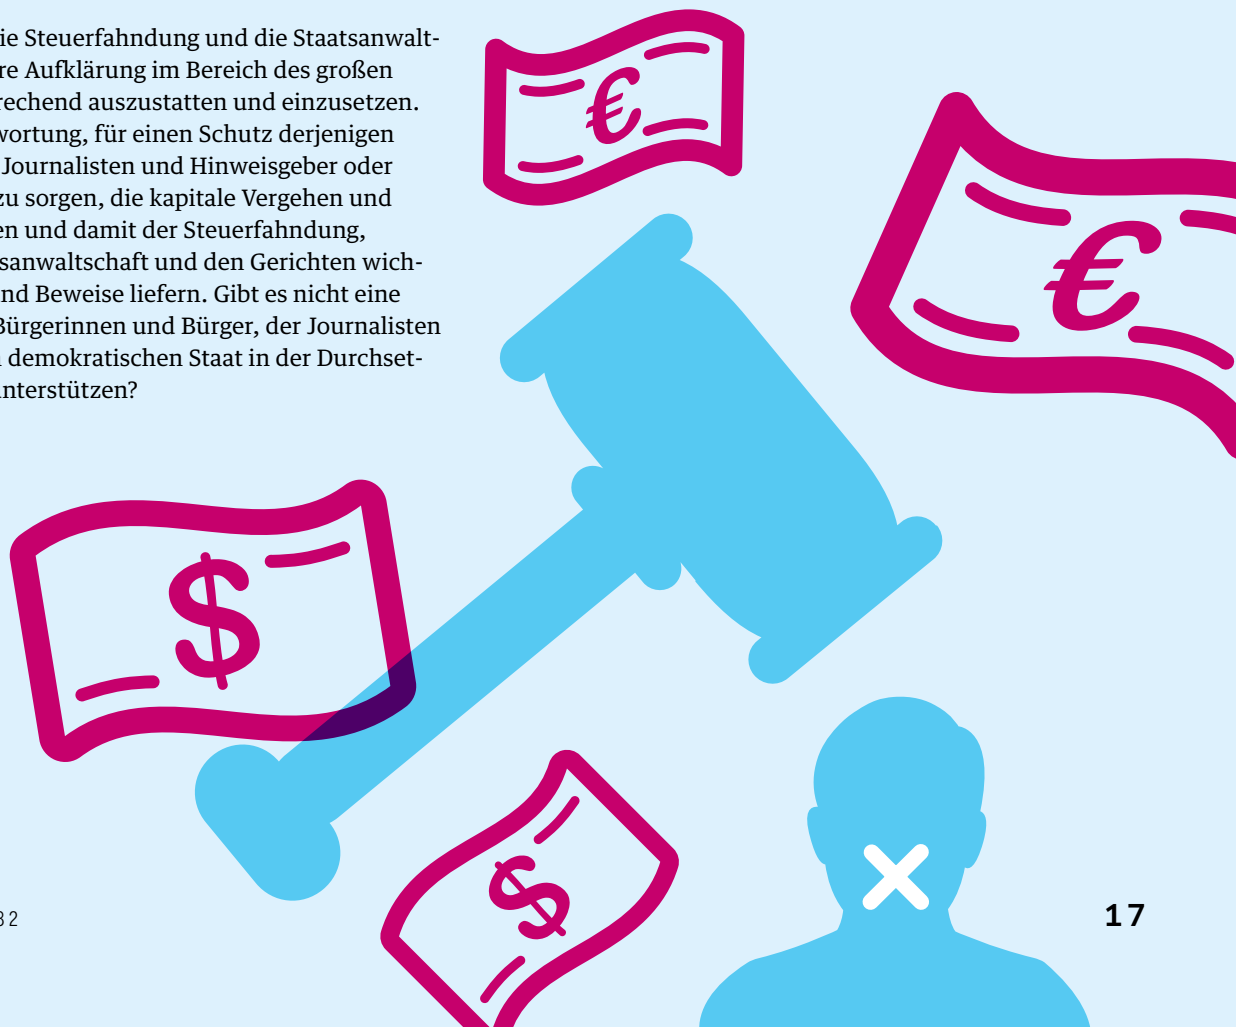 ie Steuerfahndung und die Staatsanwalt-
re Aufklärung im Bereich des großen
rechend auszustatten und einzusetzen.
wortung, für einen Schutz derjenigen
Journalisten und Hinweisgeber oder
zu sorgen, die kapitale Vergehen und
en und damit der Steuerfahndung,
sanwaltschaft und den Gerichten wich-
nd Beweise liefern. Gibt es nicht eine
Bürgerinnen und Bürger, der Journalisten
demokratischen Staat in der Durchset-
unterstützen?
€
€
$
$
32
17